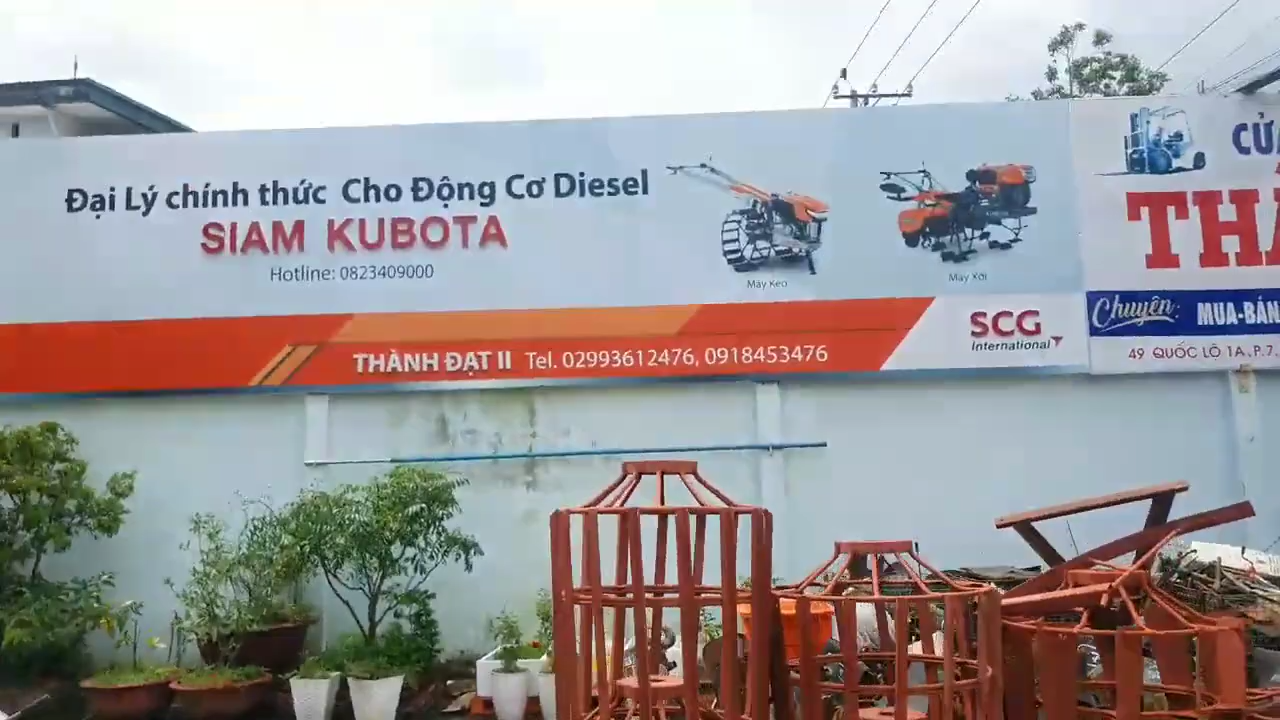 Đại Lý chính thức Cho Động Cơ Diesel
SIAM KUBOTA
Hotline: 0823409000
Máy Kéo
Máy Xới
THÀNH ĐẠT II Tel. 02993612476, 0918453476
SCG
International
CỬA
Chuyên:
MUA-BÁN
49 QUỐC LỘ 1A, P.7,